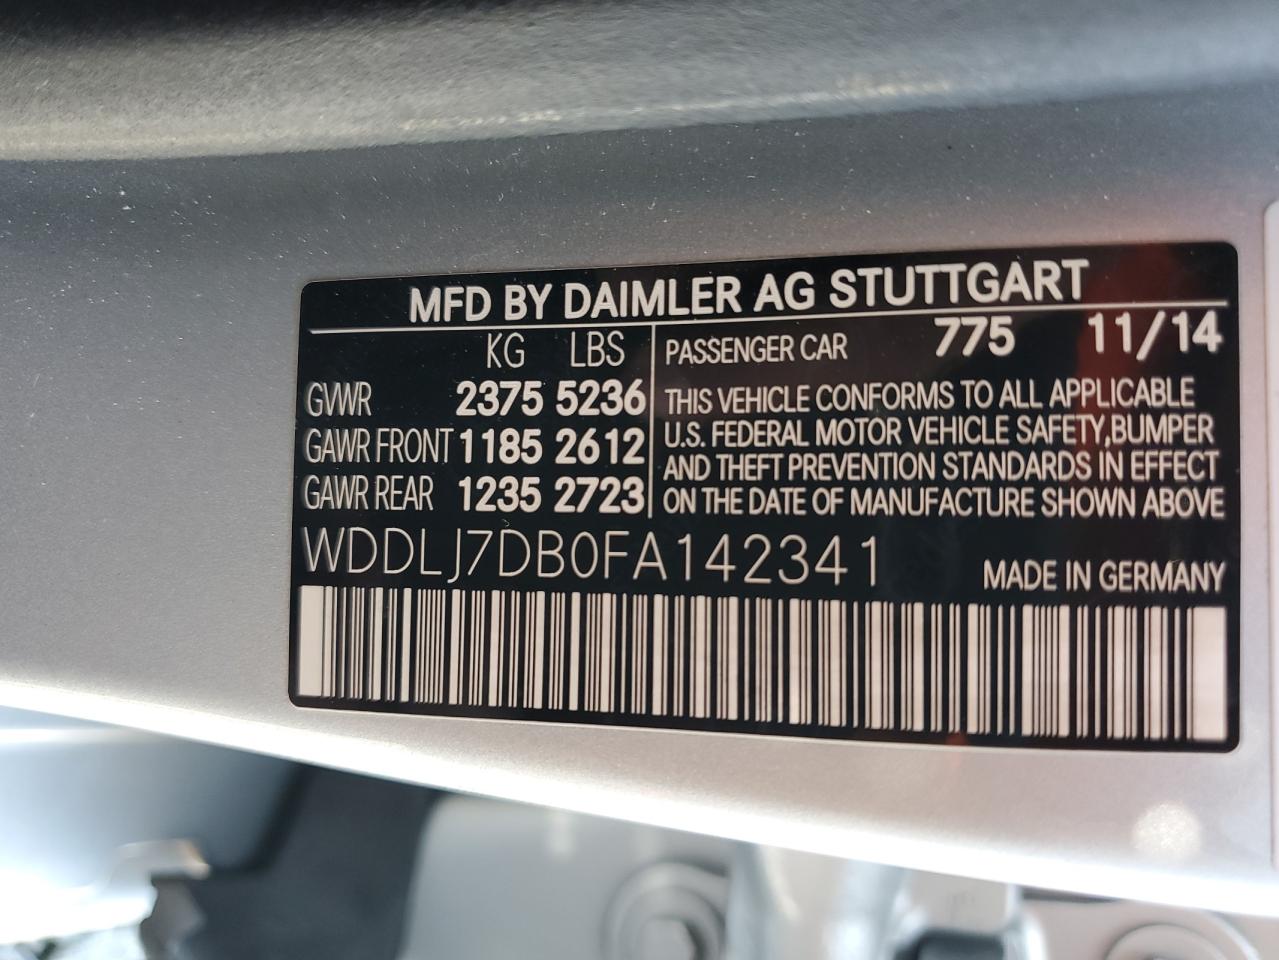 MFD BY DAIMLER AG STUTTGART
KG LBS
GVWR 2375 5236
GAWR FRONT 1185 2612
GAWR REAR 1235 2723
PASSENGER CAR 775 11/14
THIS VEHICLE CONFORMS TO ALL APPLICABLE
U.S. FEDERAL MOTOR VEHICLE SAFETY,BUMPER
AND THEFT PREVENTION STANDARDS IN EFFECT
ON THE DATE OF MANUFACTURE SHOWN ABOVE
WDDLJ7DB0FA142341
MADE IN GERMANY